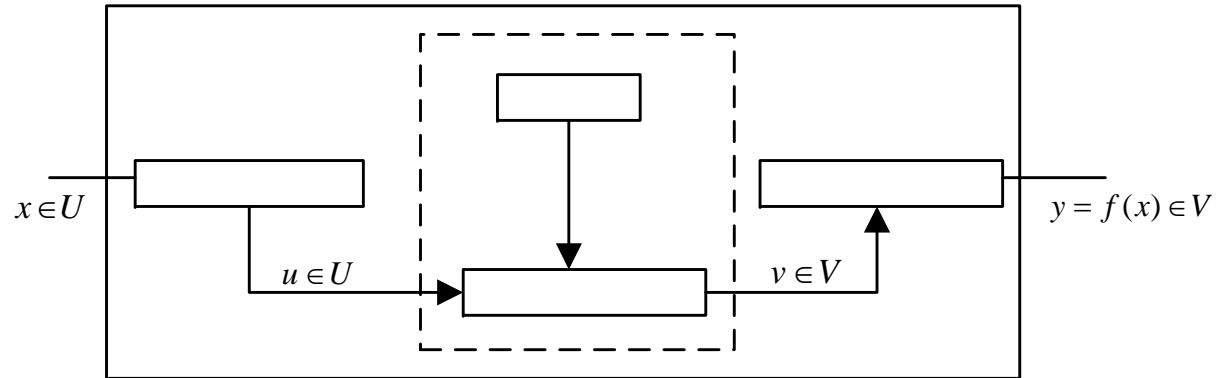 x ∈ U
u ∈ U
v ∈ V
y = f(x) ∈ V